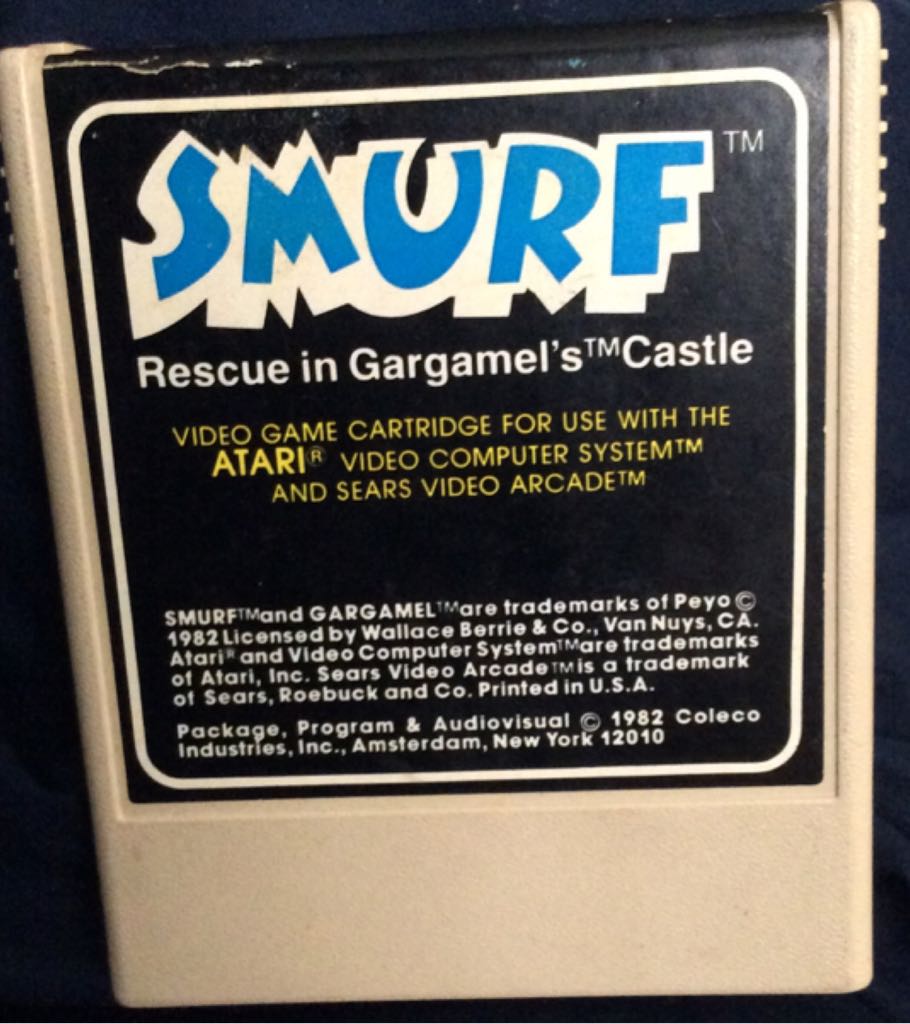 SMURF™
Rescue in Gargamel's™Castle
VIDEO GAME CARTRIDGE FOR USE WITH THE
ATARI® VIDEO COMPUTER SYSTEM™
AND SEARS VIDEO ARCADE™
SMURF™and GARGAMEL™are trademarks of Peyo©
1982 Licensed by Wallace Berrie & Co., Van Nuys, CA.
Atari® and Video Computer System™are trademarks
of Atari, Inc. Sears Video Arcade™is a trademark
of Sears, Roebuck and Co. Printed in U.S.A.
Package, Program & Audiovisual © 1982 Coleco
Industries, Inc., Amsterdam, New York 12010